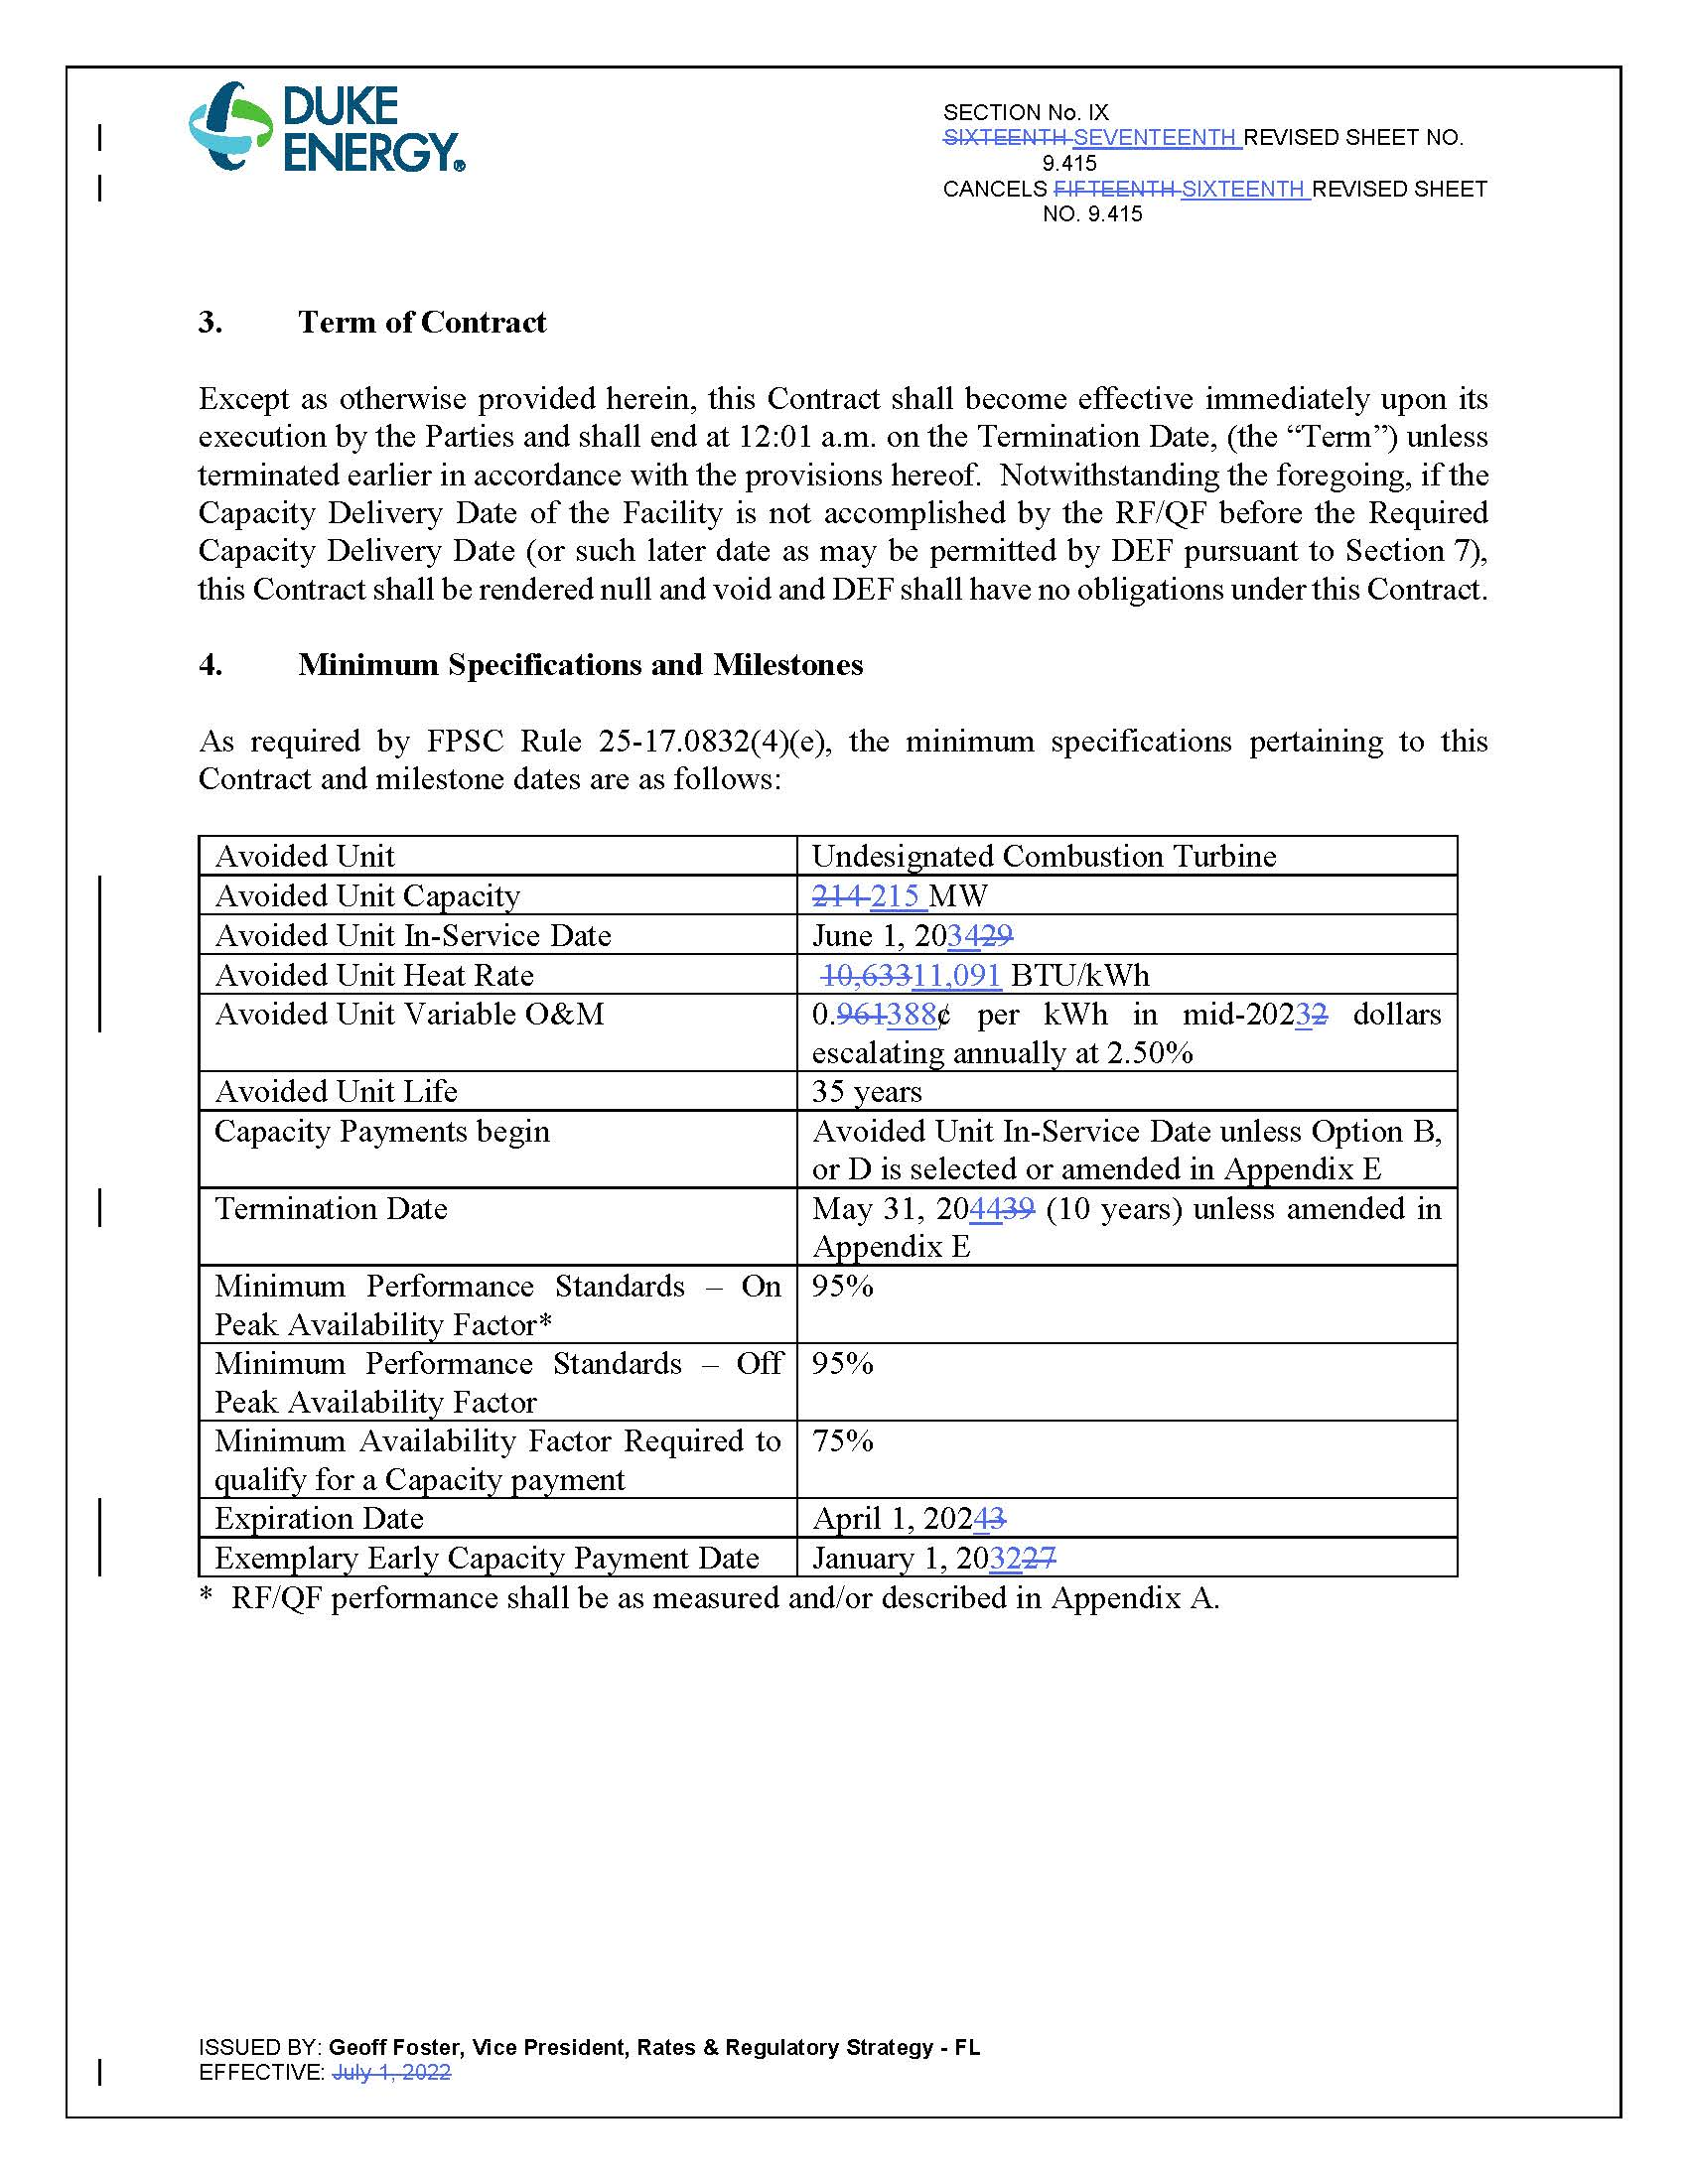 DUKE
ENERGY®
SECTION No. IX
SIXTEENTH SEVENTEENTH REVISED SHEET NO.
9.415
CANCELS FIFTEENTH SIXTEENTH REVISED SHEET
NO. 9.415
3. Term of Contract
Except as otherwise provided herein, this Contract shall become effective immediately upon its
execution by the Parties and shall end at 12:01 a.m. on the Termination Date, (the “Term”) unless
terminated earlier in accordance with the provisions hereof. Notwithstanding the foregoing, if the
Capacity Delivery Date of the Facility is not accomplished by the RF/QF before the Required
Capacity Delivery Date (or such later date as may be permitted by DEF pursuant to Section 7),
this Contract shall be rendered null and void and DEF shall have no obligations under this Contract.
4. Minimum Specifications and Milestones
As required by FPSC Rule 25-17.0832(4)(e), the minimum specifications pertaining to this
Contract and milestone dates are as follows:
Avoided Unit Undesignated Combustion Turbine
Avoided Unit Capacity 214 215 MW
Avoided Unit In-Service Date June 1, 203429
Avoided Unit Heat Rate 10,63311,091 BTU/kWh
Avoided Unit Variable O&M 0.961388¢ per kWh in mid-20232 dollars
escalating annually at 2.50%
Avoided Unit Life 35 years
Capacity Payments begin Avoided Unit In-Service Date unless Option B,
or D is selected or amended in Appendix E
Termination Date May 31, 204439 (10 years) unless amended in
Appendix E
Minimum Performance Standards – On 95%
Peak Availability Factor*
Minimum Performance Standards – Off 95%
Peak Availability Factor
Minimum Availability Factor Required to 75%
qualify for a Capacity payment
Expiration Date April 1, 20243
Exemplary Early Capacity Payment Date January 1, 203227
* RF/QF performance shall be as measured and/or described in Appendix A.
ISSUED BY: Geoff Foster, Vice President, Rates & Regulatory Strategy - FL
EFFECTIVE: July 1, 2022